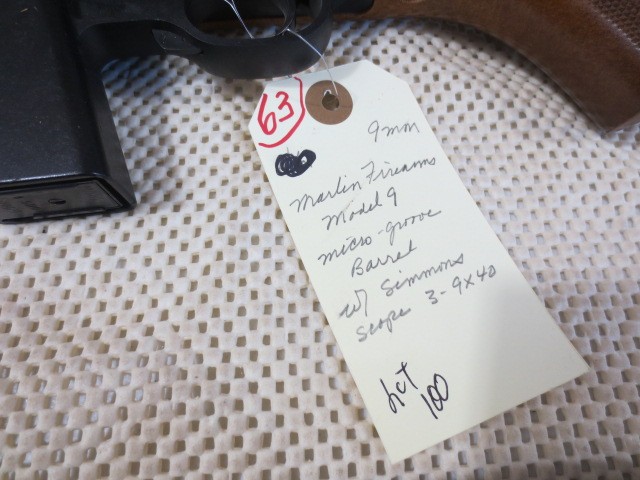 63
9mm
Marlin Firearms
Model 9
micro-groove
Barrel
w/ Simmons
Scope 3-9x40
Lot
100